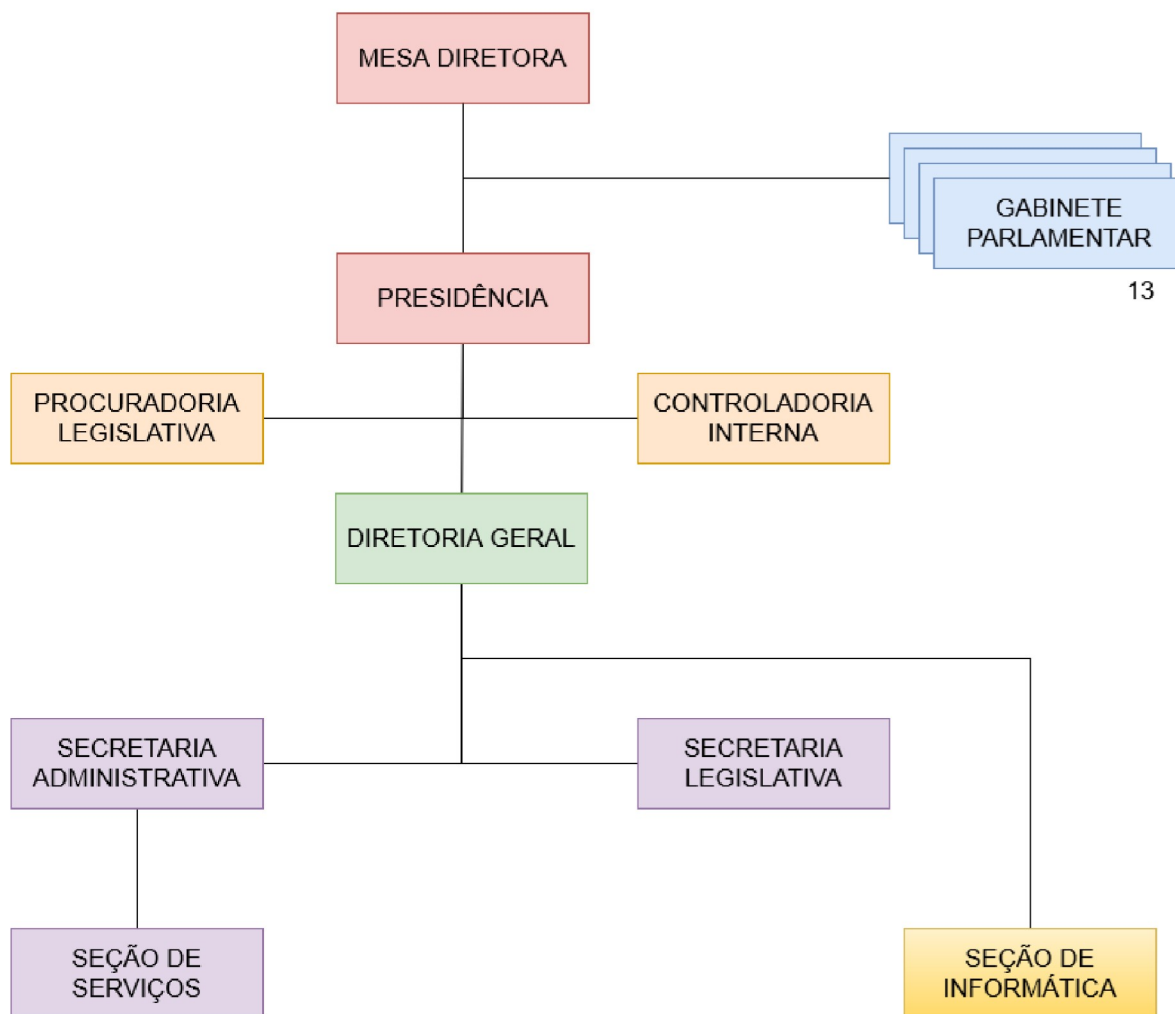 MESA DIRETORA
GABINETE
PARLAMENTAR
13
PRESIDÊNCIA
PROCURADORIA
LEGISLATIVA
CONTROLADORIA
INTERNA
DIRETORIA GERAL
SECRETARIA
ADMINISTRATIVA
SECRETARIA
LEGISLATIVA
SEÇÃO DE
SERVIÇOS
SEÇÃO DE
INFORMÁTICA